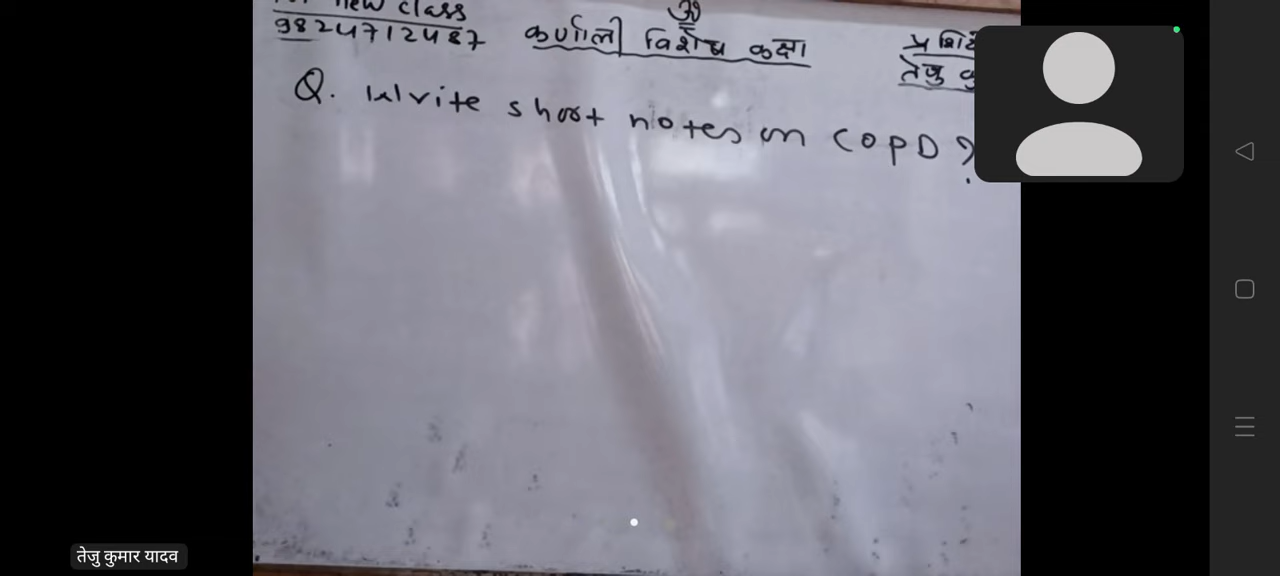 new class
ॐ
9824712487 कर्णाली विशेष कक्षा
तेजु
Q. Write short notes on COPD ?
तेजु कुमार यादव